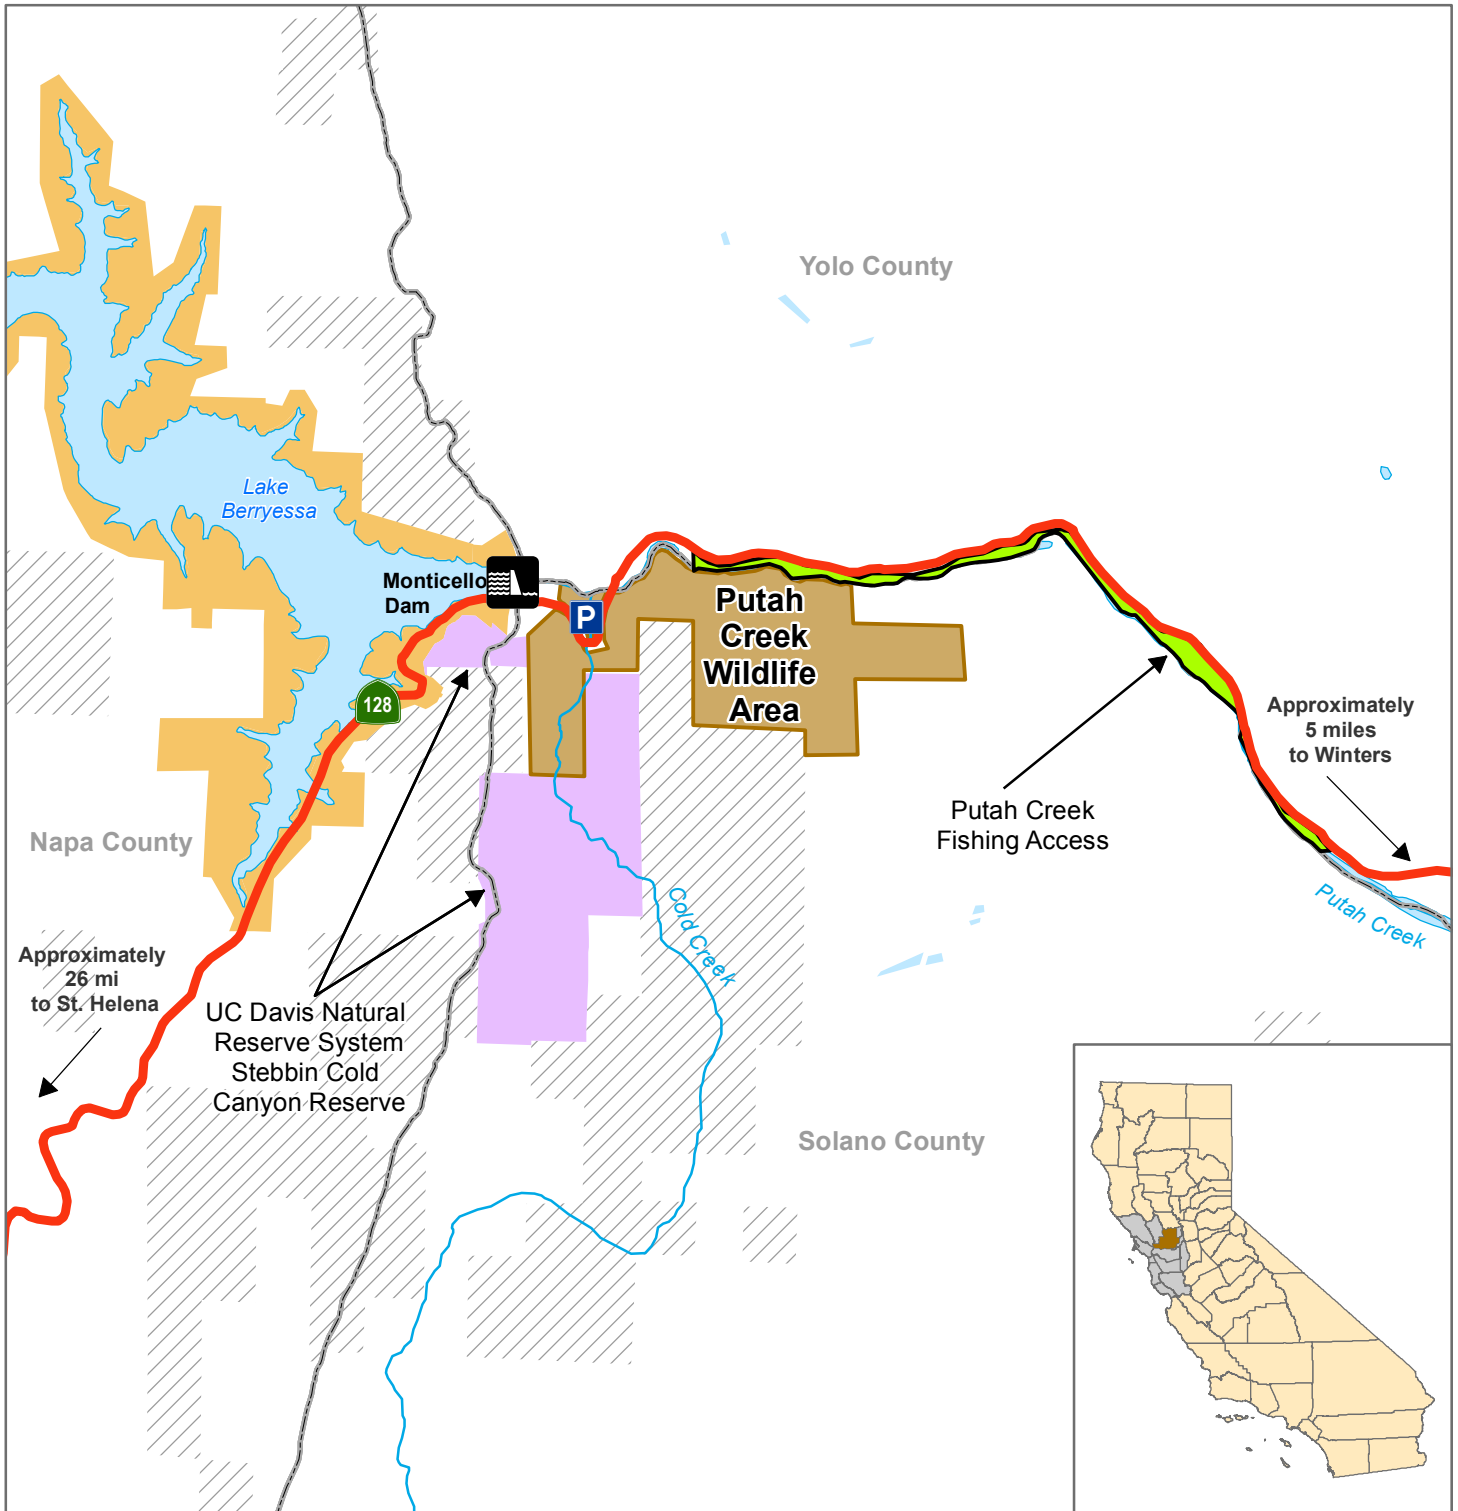 Yolo County
Lake
Berryessa
Monticello
Dam
P
Putah
Creek
Wildlife
Area
128
Approximately
5 miles
to Winters
Putah Creek
Fishing Access
Napa County
Putah Creek
Cold Creek
Approximately
26 mi
to St. Helena
UC Davis Natural
Reserve System
Stebbin Cold
Canyon Reserve
Solano County